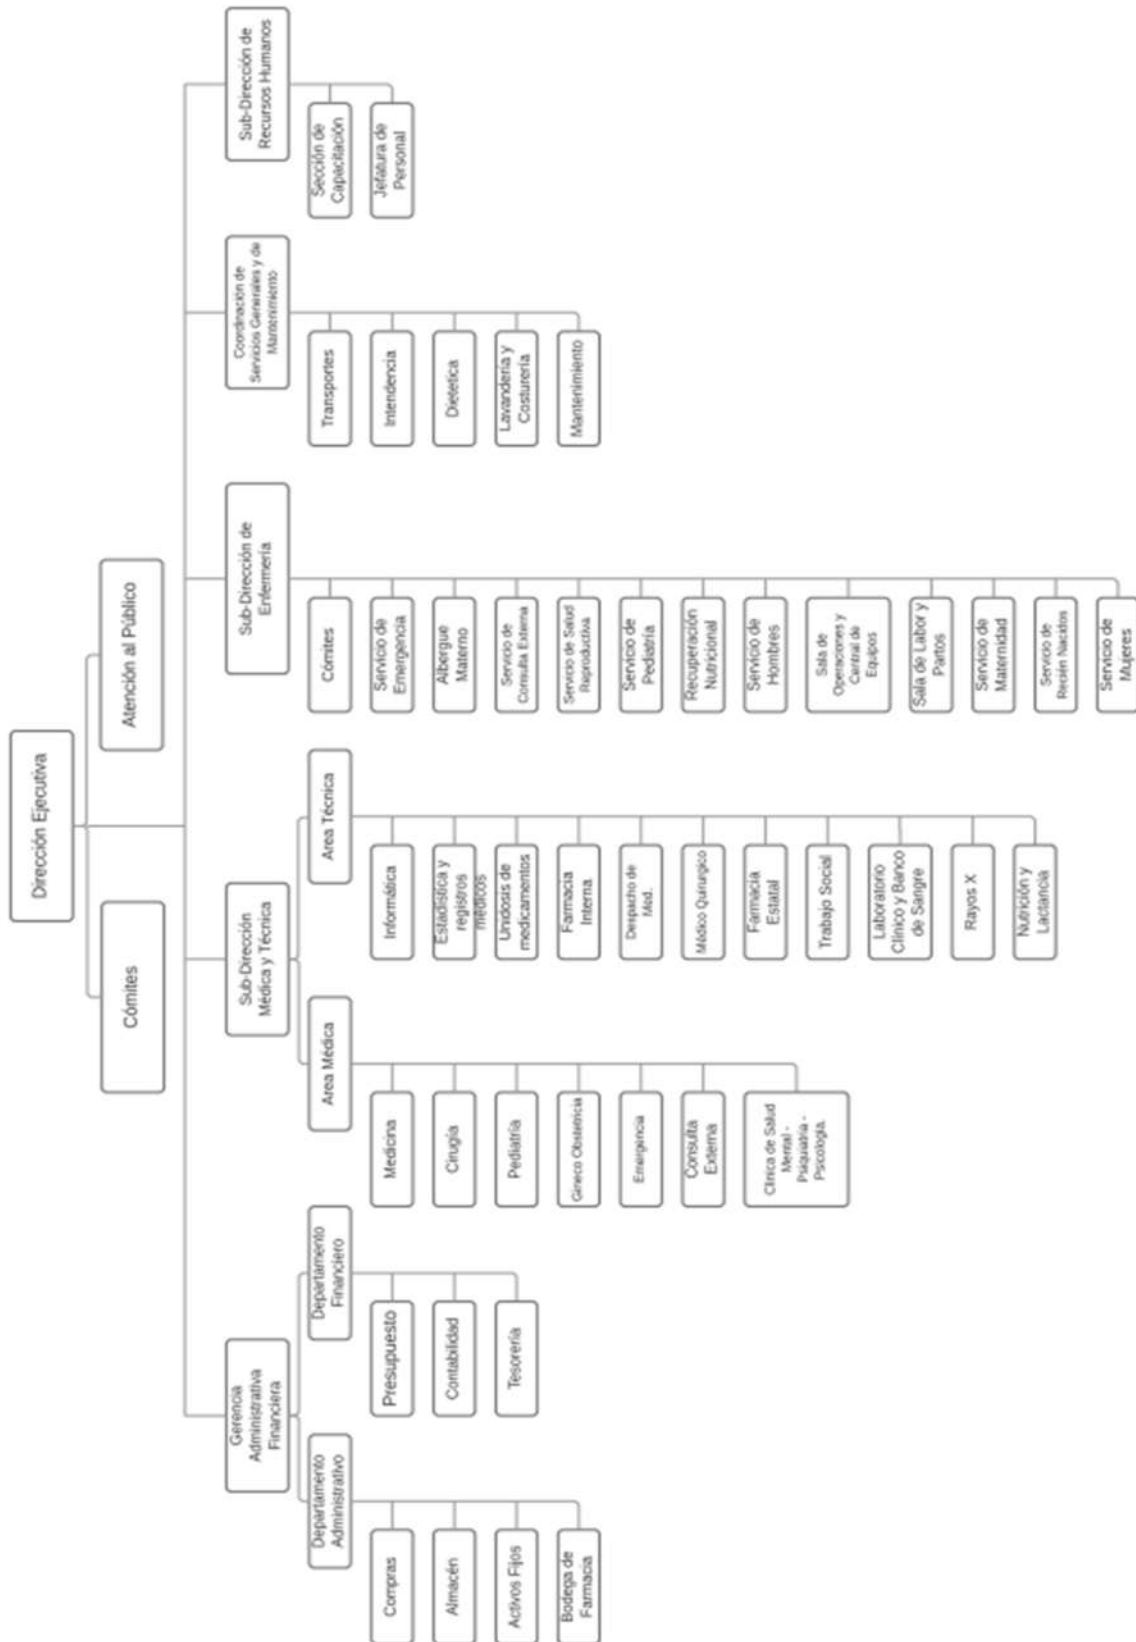 Dirección Ejecutiva
Cómites
Atención al Público
Gerencia
Administrativa
Financiera
Departamento
Administrativo
Compras
Almacén
Activos Fijos
Bodega de
Farmacia
Departamento
Financiero
Presupuesto
Contabilidad
Tesorería
Sub-Dirección
Médica y Técnica
Area Médica
Medicina
Cirugía
Pediatría
Gineco Obstetricia
Emergencia
Consulta
Externa
Clínica de Salud
Mental -
Psiquiatría -
Psicología.
Area Técnica
Informática
Estadística y
registros
médicos
Unidosis de
medicamentos
Farmacia
Interna
Despacho de
Med.
Médico Quirurgico
Farmacia
Estatal
Trabajo Social
Laboratorio
Clínico y Banco
de Sangre
Rayos X
Nutrición y
Lactancia
Sub-Dirección de
Enfermería
Cómites
Servicio de
Emergencia
Albergue
Materno
Servicio de
Consulta Externa
Servicio de Salud
Reproductiva
Servicio de
Pediatría
Recuperación
Nutricional
Servicio de
Hombres
Sala de
Operaciones y
Central de
Equipos
Sala de Labor y
Partos
Servicio de
Maternidad
Servicio de
Recién Nacidos
Servicio de
Mujeres
Coordinación de
Servicios Generales y de
Mantenimiento
Transportes
Intendencia
Dietetica
Lavandería y
Costurería
Mantenimiento
Sub-Dirección de
Recursos Humanos
Sección de
Capacitación
Jefatura de
Personal